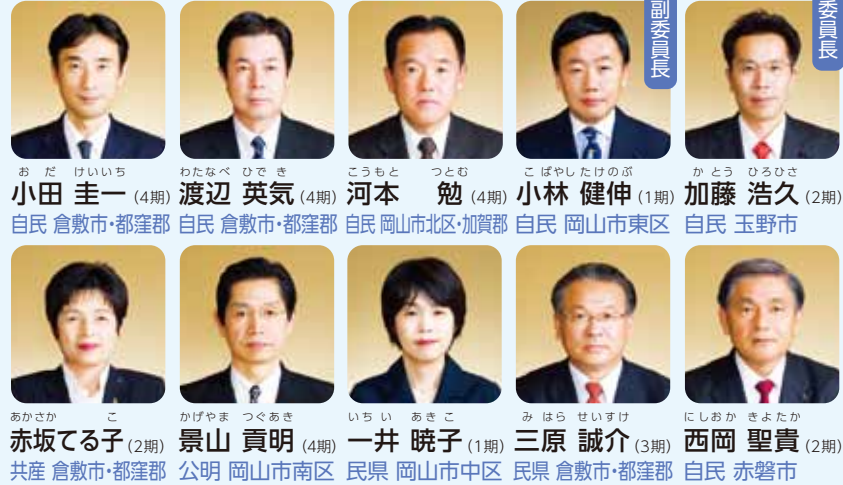 副委員長
委員長
おだ けいいち
小田 圭一 (4期)
自民 倉敷市・都窪郡
わたなべ ひでき
渡辺 英気 (4期)
自民 倉敷市・都窪郡
こうもと つとむ
河本 勉 (4期)
自民 岡山市北区・加賀郡
こばやし たけのぶ
小林 健伸 (1期)
自民 岡山市東区
かとう ひろひさ
加藤 浩久 (2期)
自民 玉野市
あかさか こ
赤坂てる子 (2期)
共産 倉敷市・都窪郡
かげやま つぐあき
景山 貢明 (4期)
公明 岡山市南区
いちい あきこ
一井 暁子 (1期)
民県 岡山市中区
みはら せいすけ
三原 誠介 (3期)
民県 倉敷市・都窪郡
にしおか きよたか
西岡 聖貴 (2期)
自民 赤磐市